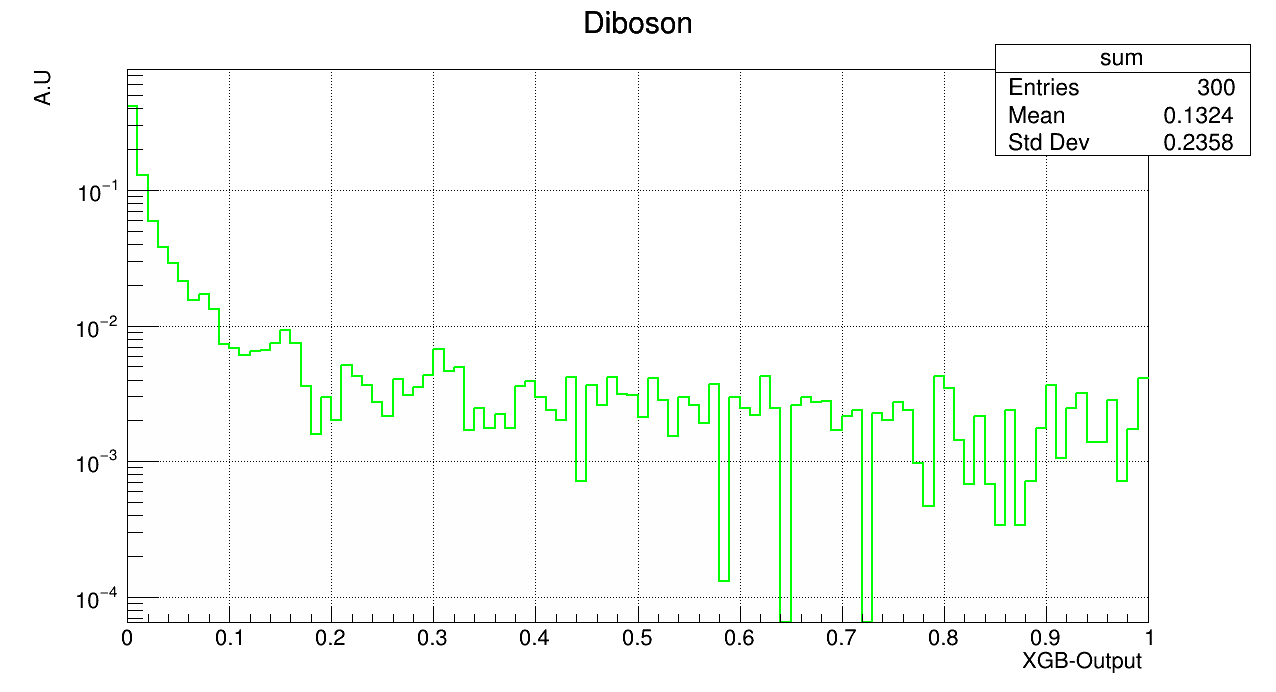 Diboson
A.U
sum
Entries 300
Mean 0.1324
Std Dev 0.2358
10−1
10−2
10−3
10−4
0 0.1 0.2 0.3 0.4 0.5 0.6 0.7 0.8 0.9 1
XGB-Output